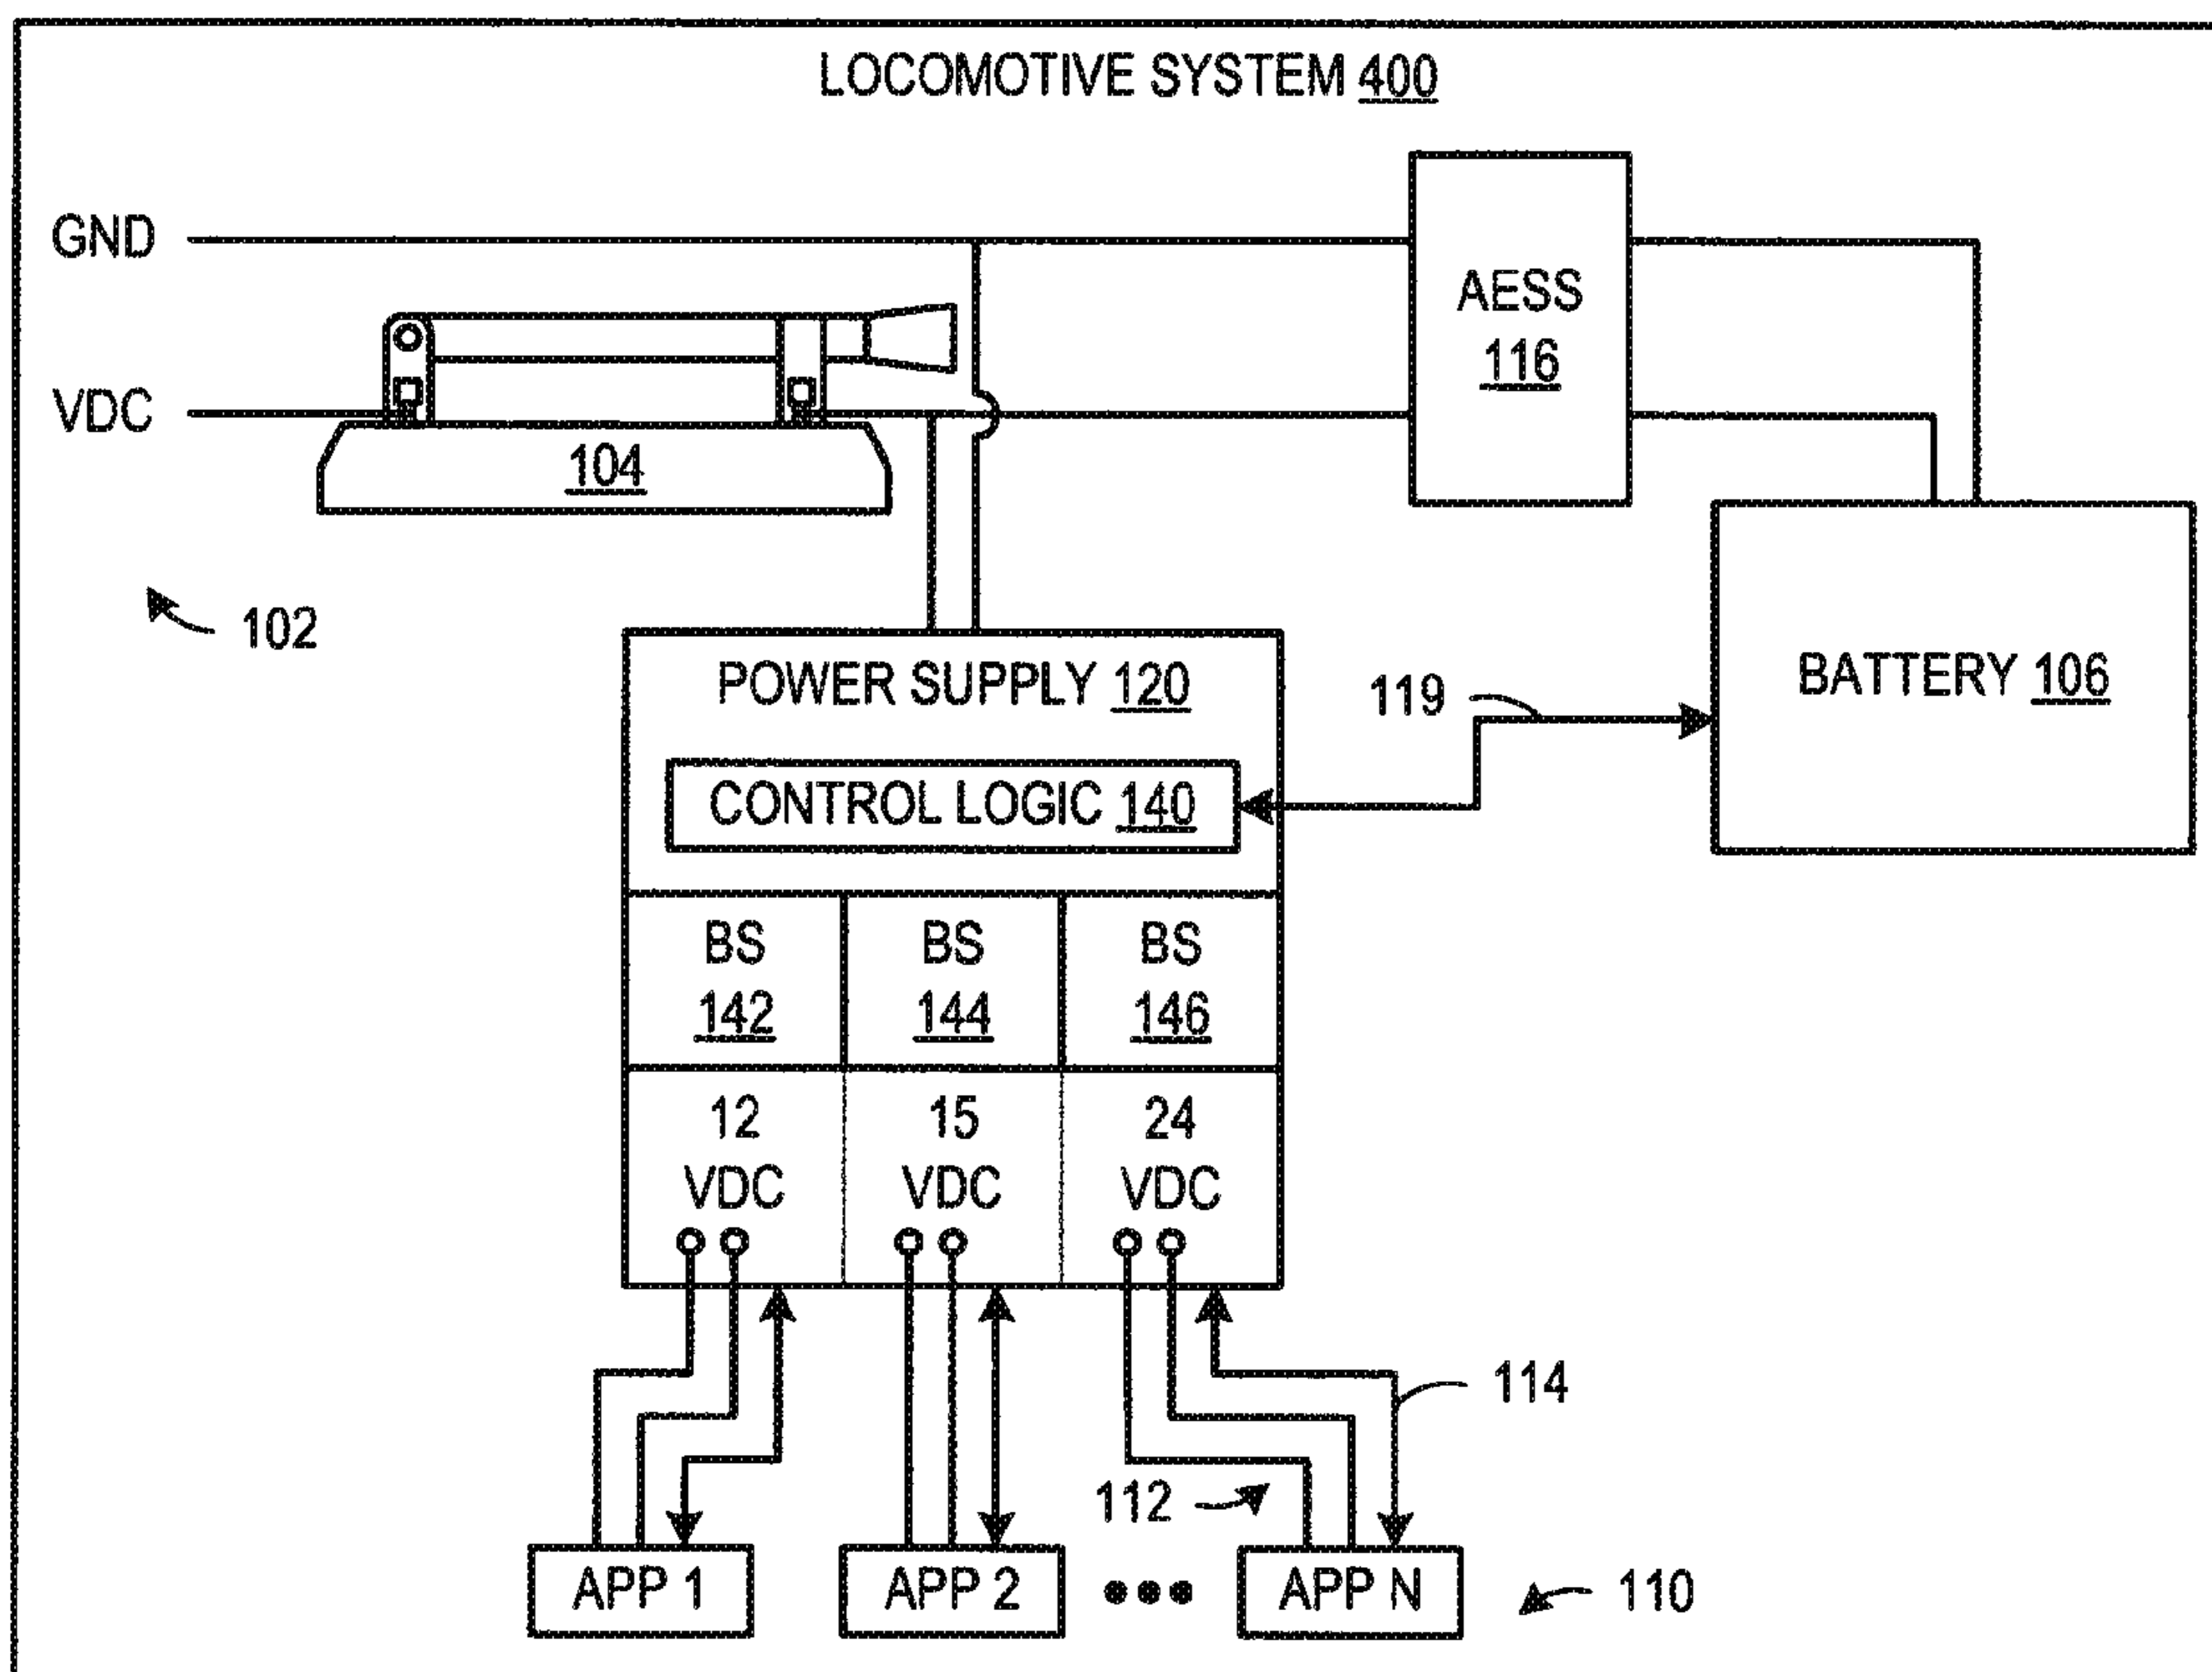 LOCOMOTIVE SYSTEM 400
GND
AESS
116
VDC
104
102
POWER SUPPLY 120
119
BATTERY 106
CONTROL LOGIC 140
BS
142
BS
144
BS
146
12
VDC
15
VDC
24
VDC
114
112
APP 1
APP 2
APP N
110